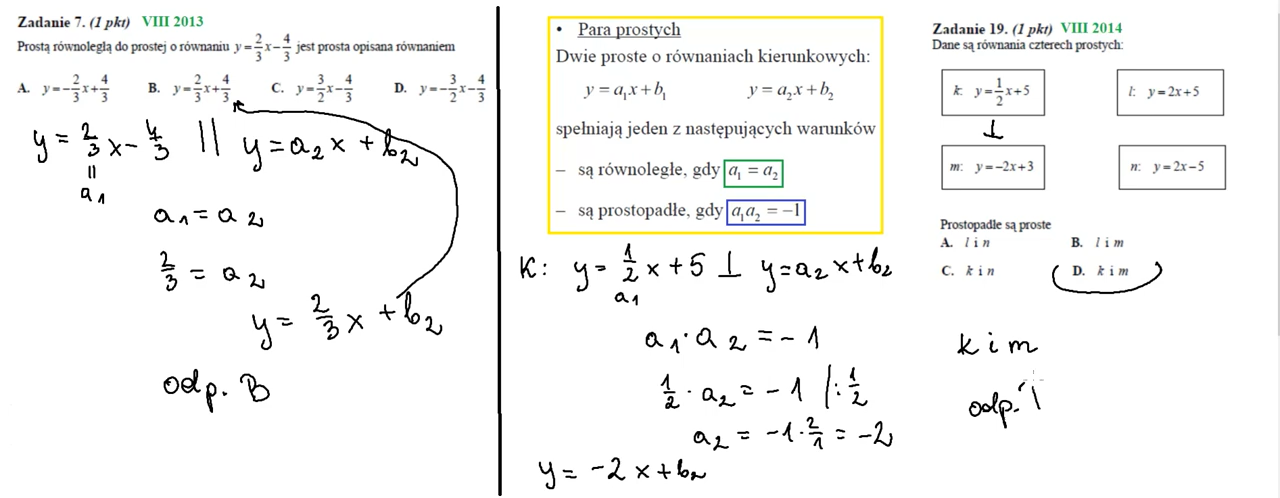 Zadanie 7. (1 pkt) VIII 2013
Prostą równoległą do prostej o równaniu y=2/3x−4/3 jest prosta opisana równaniem
A. y=−2/3x+4/3 B. y=2/3x+4/3 C. y=3/2x−4/3 D. y=−3/2x−4/3
y = 2/3 x − 4/3 || y = a₂x + b₂
=
a₁
a₁ = a₂
2/3 = a₂
y = 2/3 x + b₂
odp. B
• Para prostych
Dwie proste o równaniach kierunkowych:
y = a₁x + b₁ y = a₂x + b₂
spełniają jeden z następujących warunków
– są równoległe, gdy a₁ = a₂
– są prostopadłe, gdy a₁a₂ = −1
K: y = 1/2 x + 5 ⊥ y = a₂x + b₂
a₁
a₁ · a₂ = −1
1/2 · a₂ = −1 /: 1/2
a₂ = −1 · 2/1 = −2
y = −2x + b₂
Zadanie 19. (1 pkt) VIII 2014
Dane są równania czterech prostych:
k: y=1/2x+5 l: y=2x+5
⊥
m: y=−2x+3 n: y=2x−5
Prostopadłe są proste
A. l i n B. l i m
C. k i n D. k i m
k i m
odp.